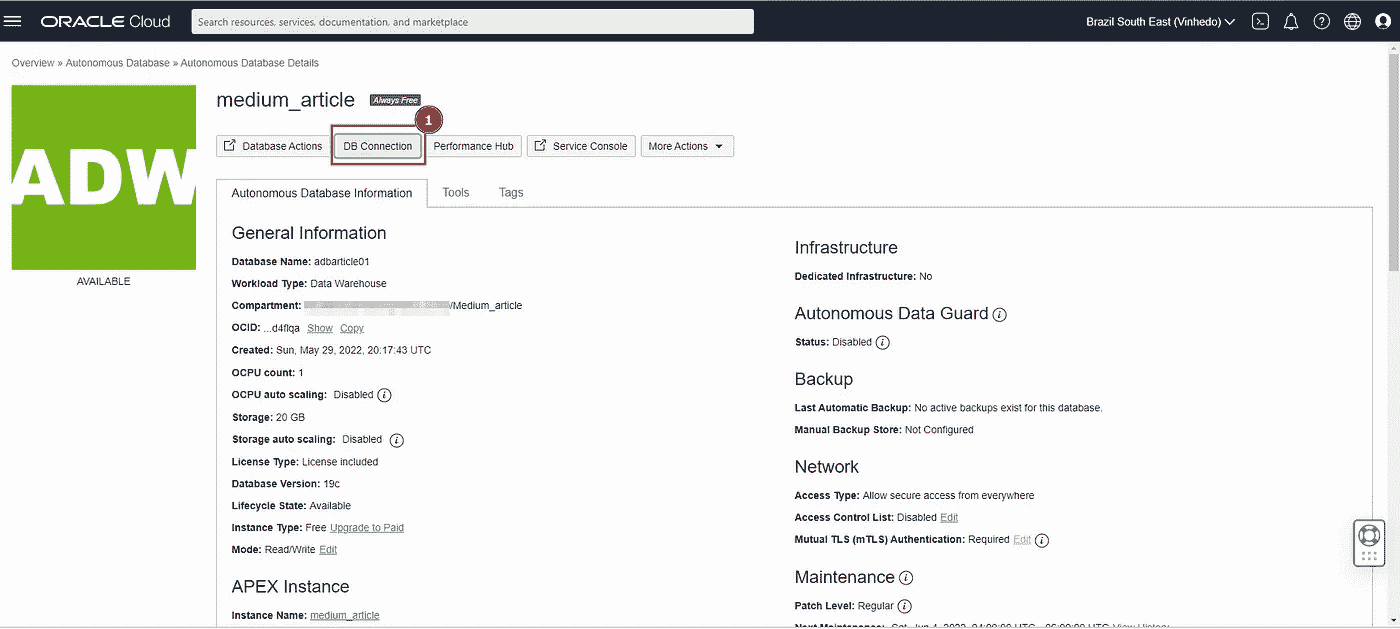 ORACLE Cloud
Search resources, services, documentation, and marketplace
Brazil South East (Vinhedo)
Overview » Autonomous Database » Autonomous Database Details
ADW
AVAILABLE
medium_article Always Free
1
Database Actions DB Connection Performance Hub Service Console More Actions
Autonomous Database Information Tools Tags
General Information
Database Name: adbarticle01
Workload Type: Data Warehouse
Compartment: /Medium_article
OCID: ...d4flqa Show Copy
Created: Sun, May 29, 2022, 20:17:43 UTC
OCPU count: 1
OCPU auto scaling: Disabled
Storage: 20 GB
Storage auto scaling: Disabled
License Type: License included
Database Version: 19c
Lifecycle State: Available
Instance Type: Free Upgrade to Paid
Mode: Read/Write Edit
APEX Instance
Instance Name: medium_article
Infrastructure
Dedicated Infrastructure: No
Autonomous Data Guard
Status: Disabled
Backup
Last Automatic Backup: No active backups exist for this database.
Manual Backup Store: Not Configured
Network
Access Type: Allow secure access from everywhere
Access Control List: Disabled Edit
Mutual TLS (mTLS) Authentication: Required Edit
Maintenance
Patch Level: Regular